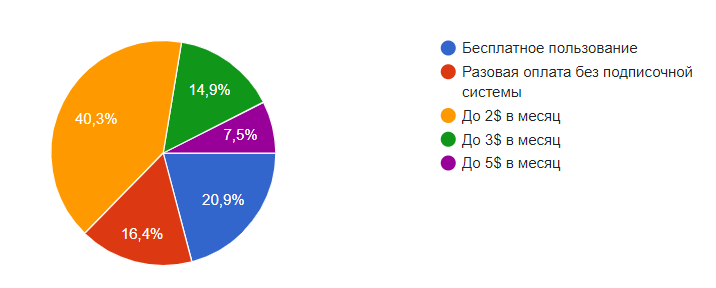 40,3%
14,9%
7,5%
20,9%
16,4%
Бесплатное пользование
Разовая оплата без подписочной
системы
До 2$ в месяц
До 3$ в месяц
До 5$ в месяц